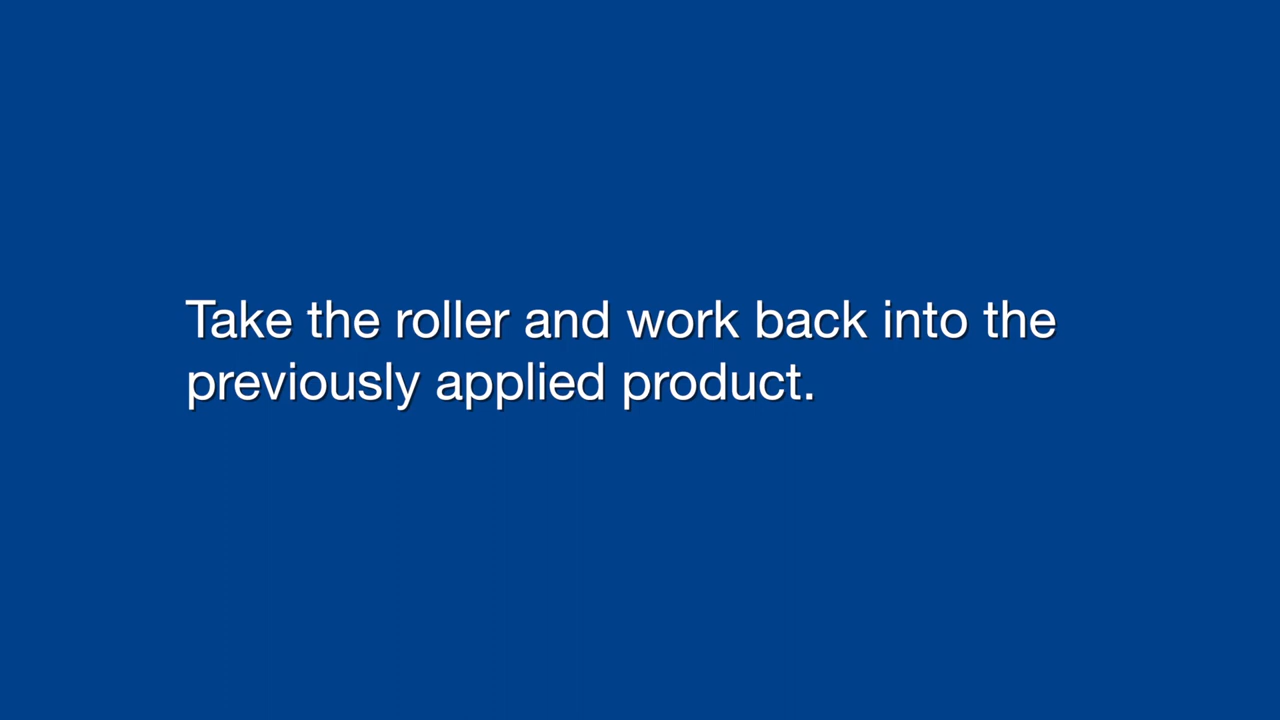 Take the roller and work back into the
previously applied product.